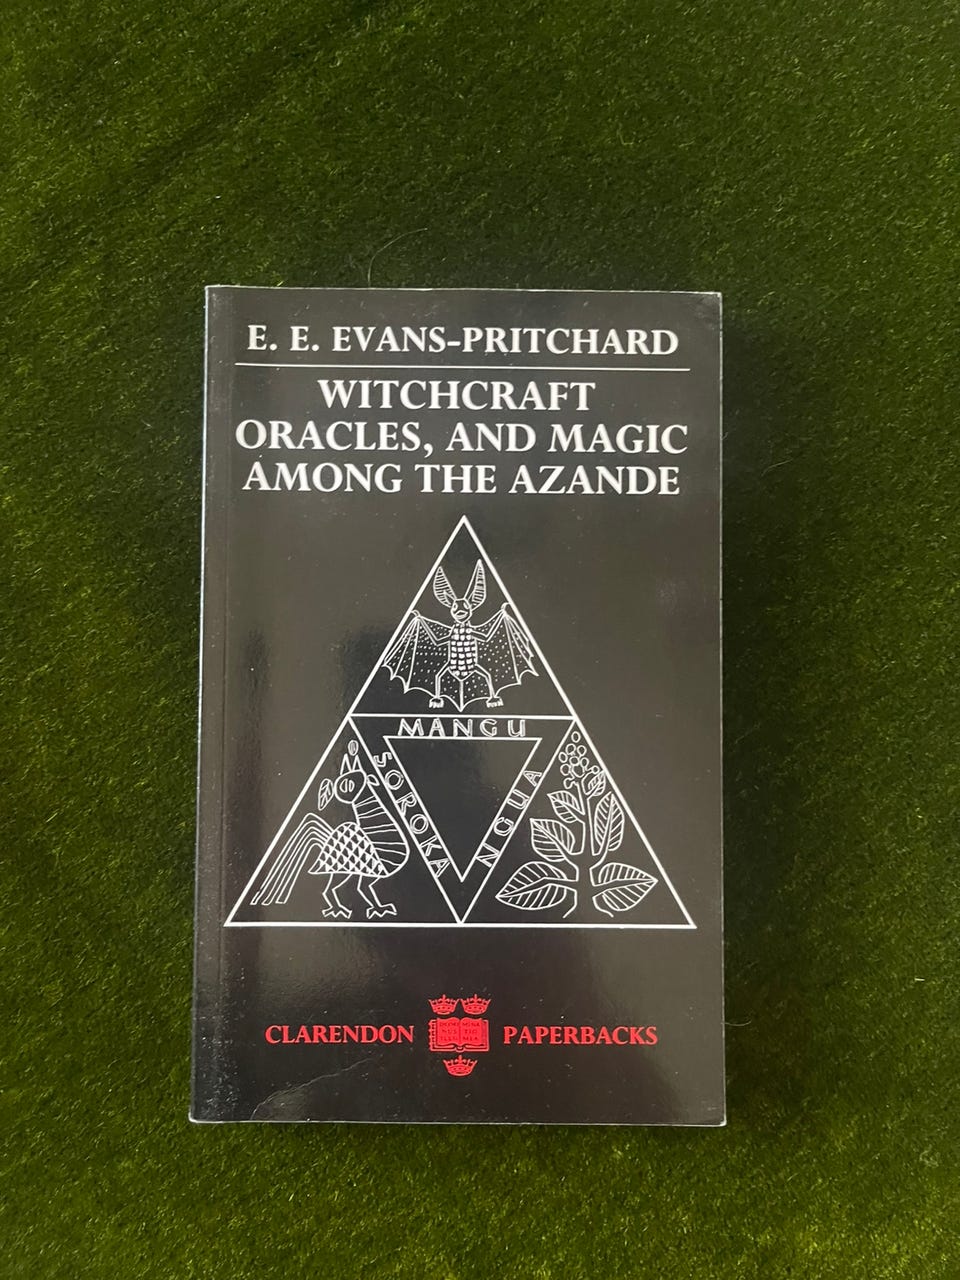 E. E. EVANS-PRITCHARD
WITCHCRAFT
ORACLES, AND MAGIC
AMONG THE AZANDE
MANGU
SOROKA
NGUA
CLARENDON PAPERBACKS